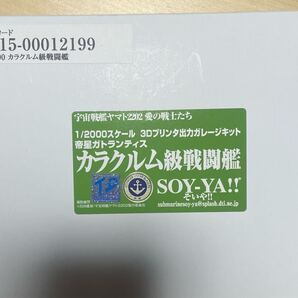 ード
15-00012199
00 カラクルム級戦闘艦
宇宙戦艦ヤマト2202 愛の戦士たち
1/2000スケール 3Dプリンタ出力ガレージキット
帝星ガトランティス
カラクルム級戦闘艦
SOY-YA!!
そいや!!
submarinesoy-ya@splash.dti.ne.jp